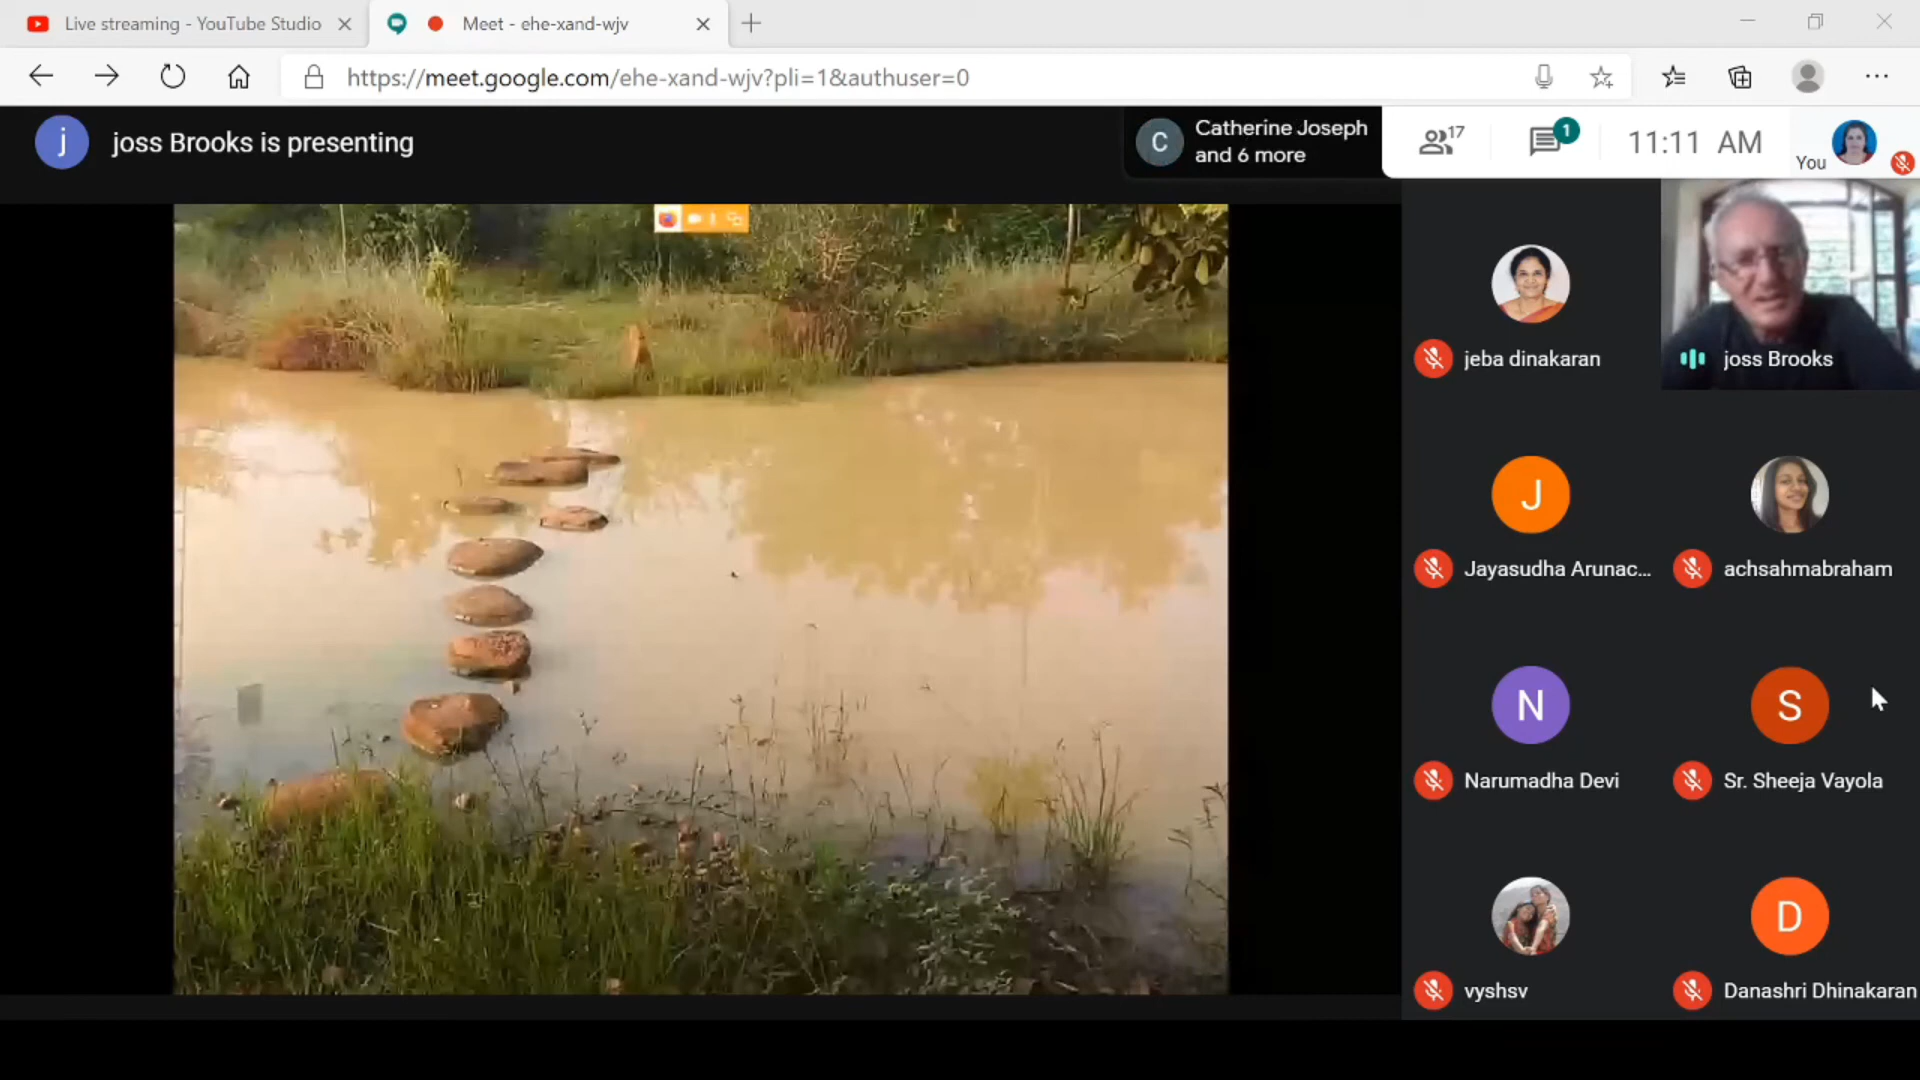 Live streaming - YouTube Studio
Meet - ehe-xand-wjv
https://meet.google.com/ehe-xand-wjv?pli=1&authuser=0
j
joss Brooks is presenting
C
Catherine Joseph
and 6 more
17
1
11:11 AM
You
jeba dinakaran
joss Brooks
J
Jayasudha Arunac...
achsahmabraham
N
Narumadha Devi
S
Sr. Sheeja Vayola
vyshsv
D
Danashri Dhinakaran